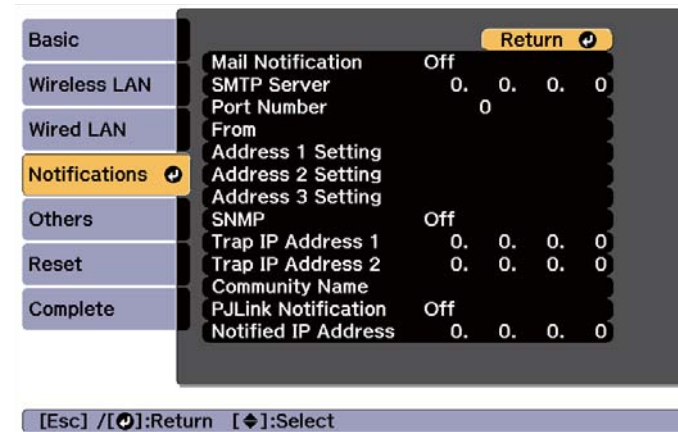 Basic
Wireless LAN
Wired LAN
Notifications
Others
Reset
Complete
Return
Mail Notification Off
SMTP Server 0. 0. 0. 0
Port Number 0
From
Address 1 Setting
Address 2 Setting
Address 3 Setting
SNMP Off
Trap IP Address 1 0. 0. 0. 0
Trap IP Address 2 0. 0. 0. 0
Community Name
PJLink Notification Off
Notified IP Address 0. 0. 0. 0
[Esc] /[⏎]:Return [◆]:Select